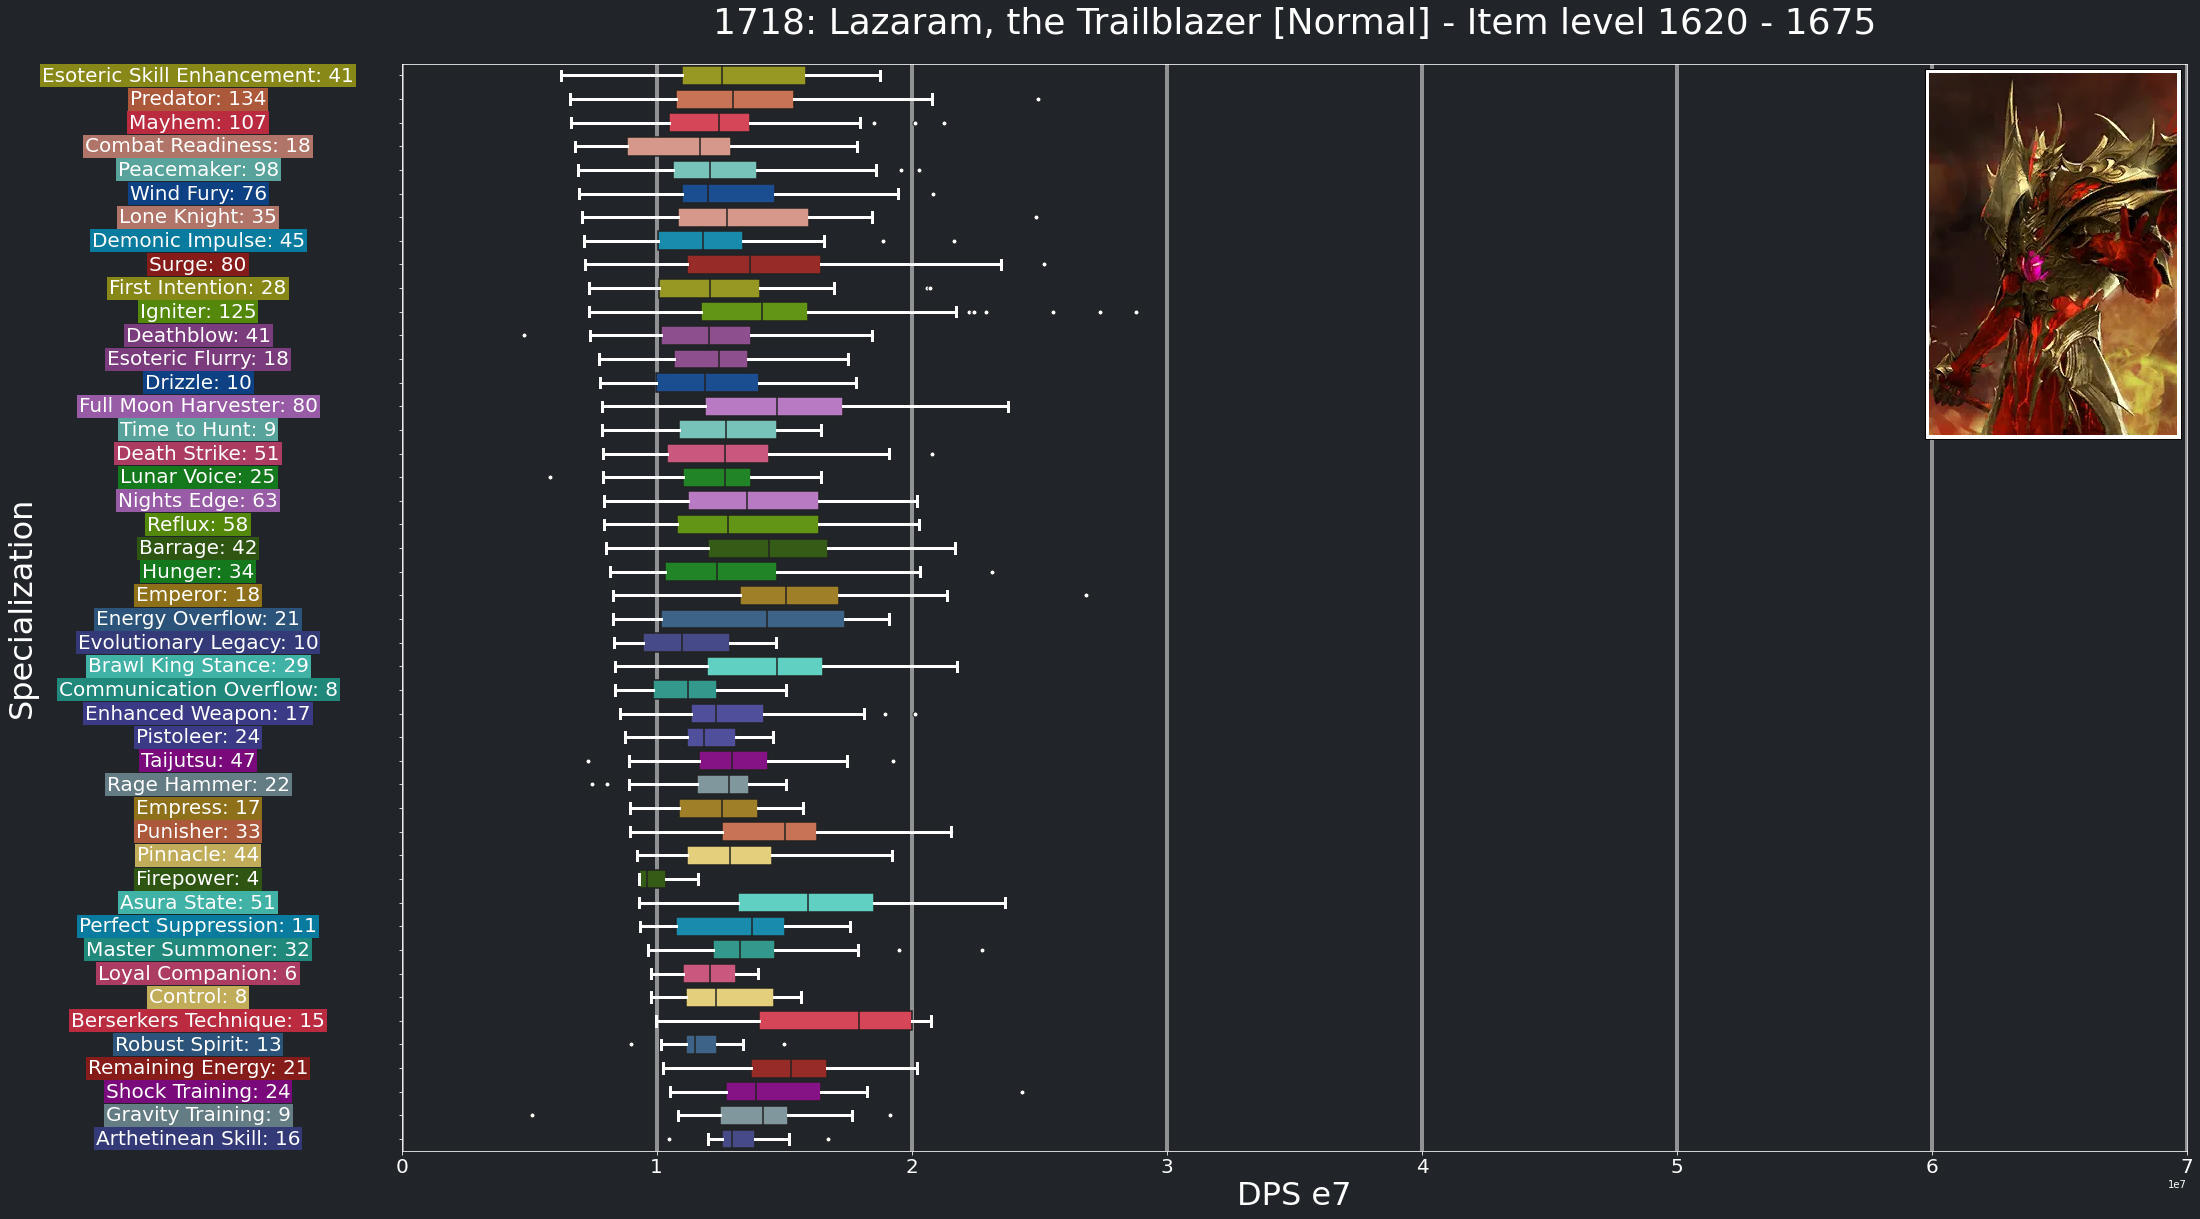 1718: Lazaram, the Trailblazer [Normal] - Item level 1620 - 1675
Esoteric Skill Enhancement: 41
Predator: 134
Mayhem: 107
Combat Readiness: 18
Peacemaker: 98
Wind Fury: 76
Lone Knight: 35
Demonic Impulse: 45
Surge: 80
First Intention: 28
Igniter: 125
Deathblow: 41
Esoteric Flurry: 18
Drizzle: 10
Full Moon Harvester: 80
Time to Hunt: 9
Death Strike: 51
Lunar Voice: 25
Nights Edge: 63
Reflux: 58
Barrage: 42
Hunger: 34
Emperor: 18
Energy Overflow: 21
Evolutionary Legacy: 10
Brawl King Stance: 29
Communication Overflow: 8
Enhanced Weapon: 17
Pistoleer: 24
Taijutsu: 47
Rage Hammer: 22
Empress: 17
Punisher: 33
Pinnacle: 44
Firepower: 4
Asura State: 51
Perfect Suppression: 11
Master Summoner: 32
Loyal Companion: 6
Control: 8
Berserkers Technique: 15
Robust Spirit: 13
Remaining Energy: 21
Shock Training: 24
Gravity Training: 9
Arthetinean Skill: 16
Specialization
0 1 2 3 4 5 6 7
1e7
DPS e7